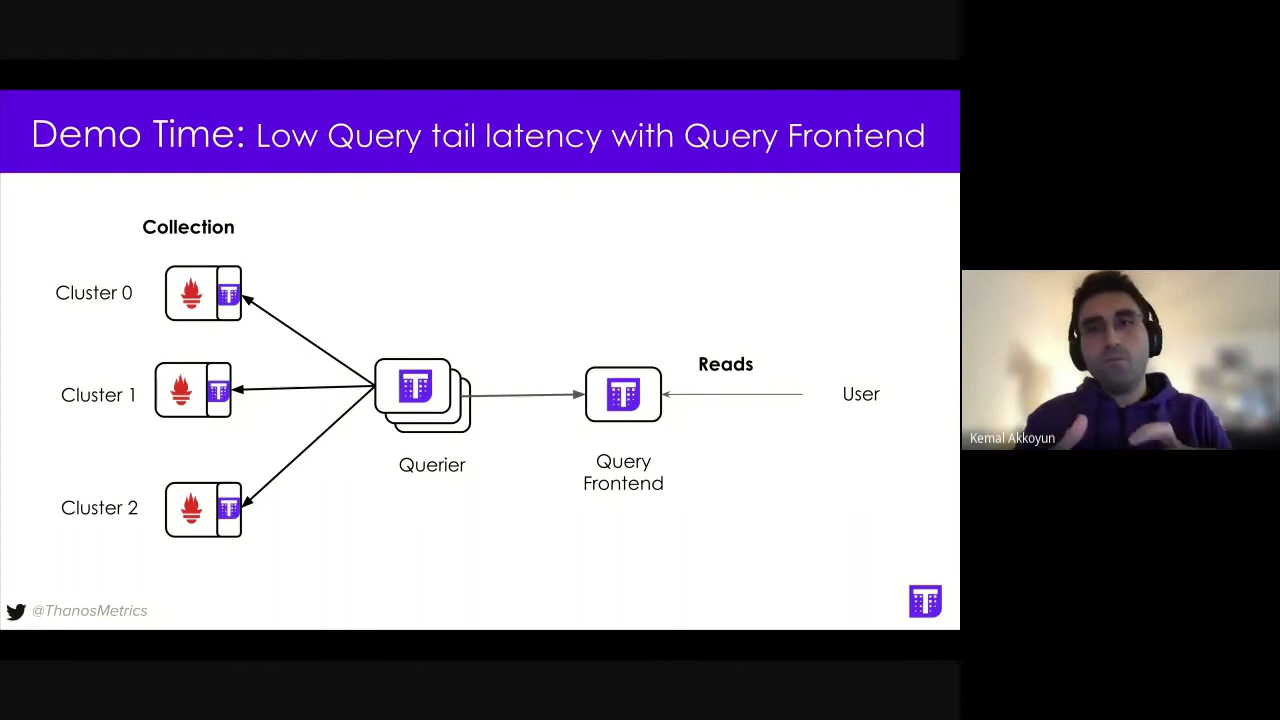 Demo Time: Low Query tail latency with Query Frontend
Collection
Cluster 0
Cluster 1
Cluster 2
Querier
Query
Frontend
Reads
User
@ThanosMetrics
Kemal Akkoyun